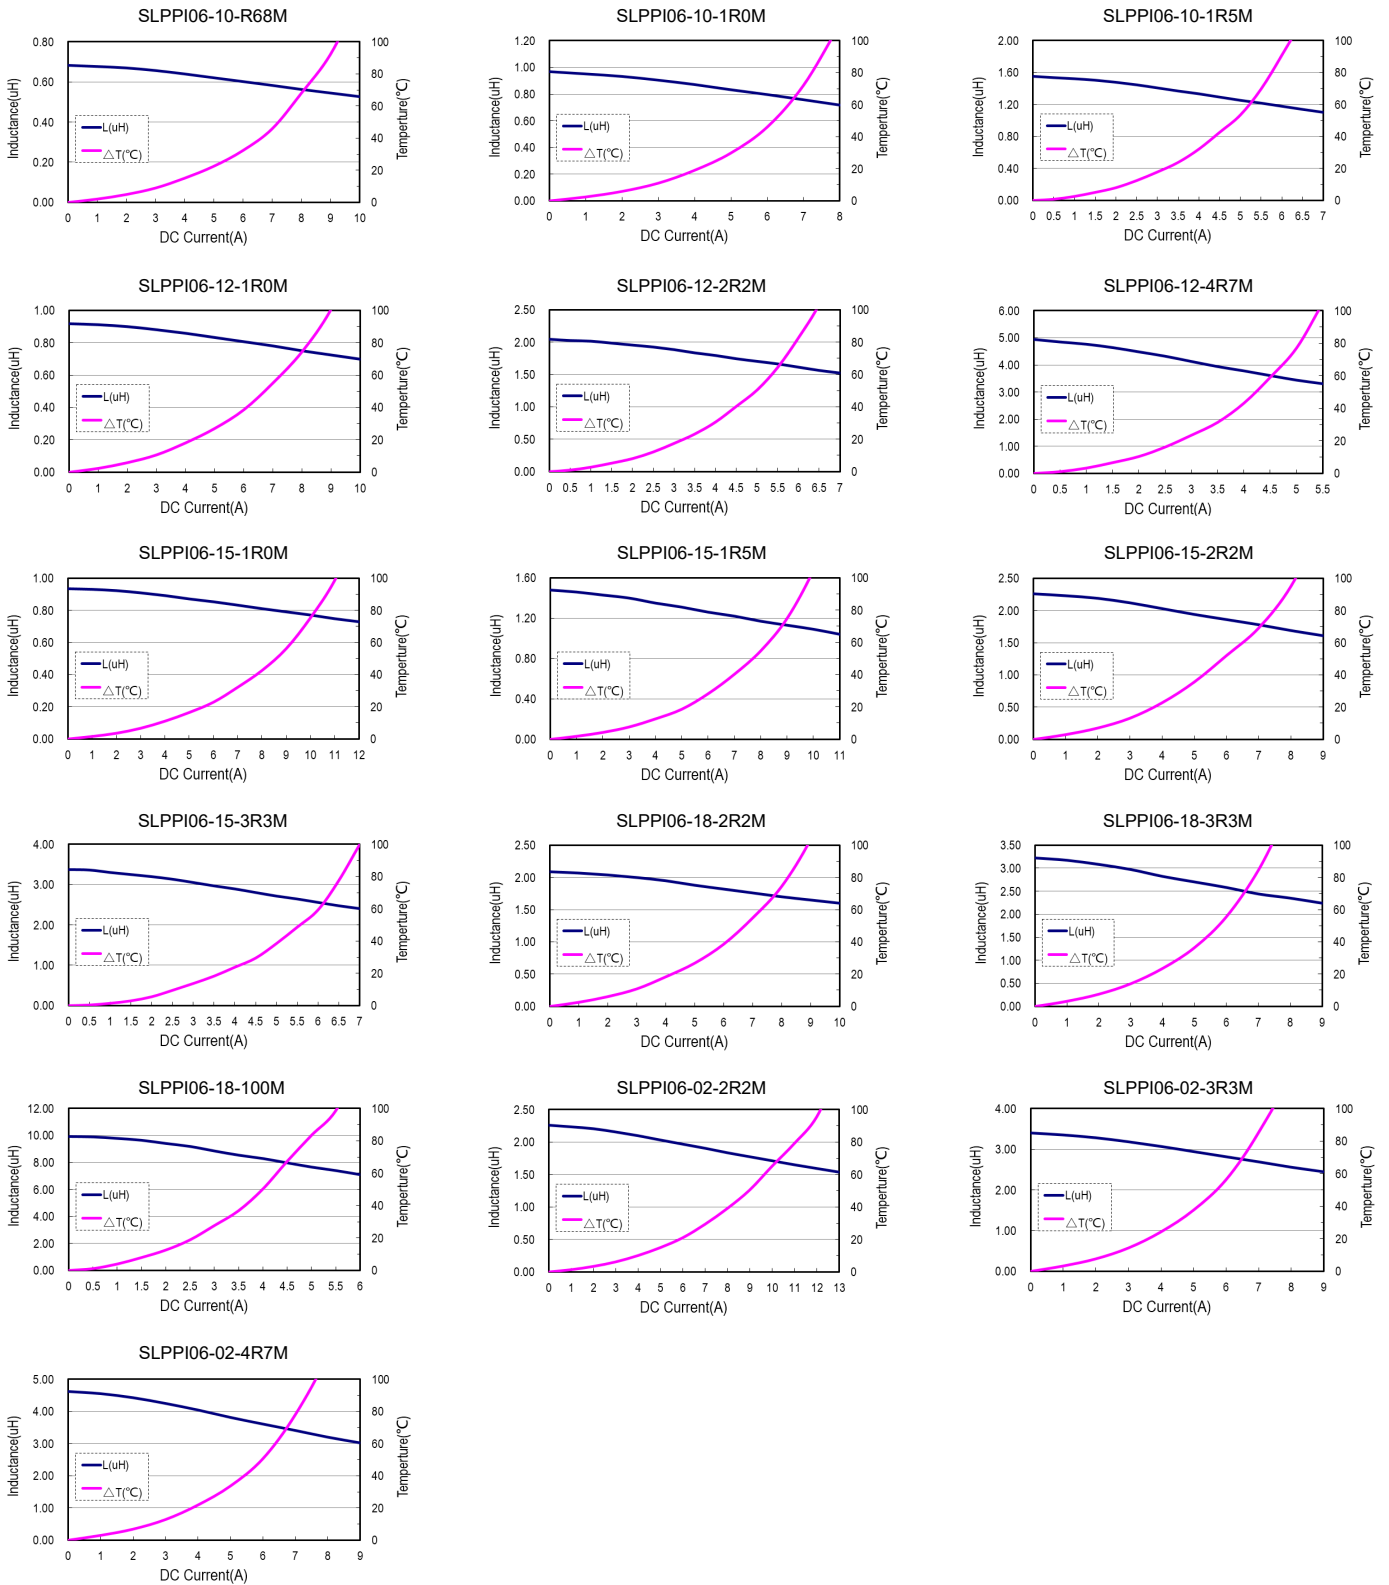 SLPPI06-10-R68M
Inductance(uH)
0.80
0.60
0.40
0.20
0.00
L(uH)
△T(℃)
100
80
60
40
20
0
Temperture(℃)
0 1 2 3 4 5 6 7 8 9 10
DC Current(A)
SLPPI06-10-1R0M
Inductance(uH)
1.20
1.00
0.80
0.60
0.40
0.20
0.00
L(uH)
△T(℃)
100
80
60
40
20
0
Temperture(℃)
0 1 2 3 4 5 6 7 8
DC Current(A)
SLPPI06-10-1R5M
Inductance(uH)
2.00
1.60
1.20
0.80
0.40
0.00
L(uH)
△T(℃)
100
80
60
40
20
0
Temperture(℃)
0 0.5 1 1.5 2 2.5 3 3.5 4 4.5 5 5.5 6 6.5 7
DC Current(A)
SLPPI06-12-1R0M
Inductance(uH)
1.00
0.80
0.60
0.40
0.20
0.00
L(uH)
△T(℃)
100
80
60
40
20
0
Temperture(℃)
0 1 2 3 4 5 6 7 8 9 10
DC Current(A)
SLPPI06-12-2R2M
Inductance(uH)
2.50
2.00
1.50
1.00
0.50
0.00
L(uH)
△T(℃)
100
80
60
40
20
0
Temperture(℃)
0 0.5 1 1.5 2 2.5 3 3.5 4 4.5 5 5.5 6 6.5 7
DC Current(A)
SLPPI06-12-4R7M
Inductance(uH)
6.00
5.00
4.00
3.00
2.00
1.00
0.00
L(uH)
△T(℃)
100
80
60
40
20
0
Temperture(℃)
0 0.5 1 1.5 2 2.5 3 3.5 4 4.5 5 5.5
DC Current(A)
SLPPI06-15-1R0M
Inductance(uH)
1.00
0.80
0.60
0.40
0.20
0.00
L(uH)
△T(℃)
100
80
60
40
20
0
Temperture(℃)
0 1 2 3 4 5 6 7 8 9 10 11 12
DC Current(A)
SLPPI06-15-1R5M
Inductance(uH)
1.60
1.20
0.80
0.40
0.00
L(uH)
△T(℃)
100
80
60
40
20
0
Temperture(℃)
0 1 2 3 4 5 6 7 8 9 10 11
DC Current(A)
SLPPI06-15-2R2M
Inductance(uH)
2.50
2.00
1.50
1.00
0.50
0.00
L(uH)
△T(℃)
100
80
60
40
20
0
Temperture(℃)
0 1 2 3 4 5 6 7 8 9
DC Current(A)
SLPPI06-15-3R3M
Inductance(uH)
4.00
3.00
2.00
1.00
0.00
L(uH)
△T(℃)
100
80
60
40
20
0
Temperture(℃)
0 0.5 1 1.5 2 2.5 3 3.5 4 4.5 5 5.5 6 6.5 7
DC Current(A)
SLPPI06-18-2R2M
Inductance(uH)
2.50
2.00
1.50
1.00
0.50
0.00
L(uH)
△T(℃)
100
80
60
40
20
0
Temperture(℃)
0 1 2 3 4 5 6 7 8 9 10
DC Current(A)
SLPPI06-18-3R3M
Inductance(uH)
3.50
3.00
2.50
2.00
1.50
1.00
0.50
0.00
L(uH)
△T(℃)
100
80
60
40
20
0
Temperture(℃)
0 1 2 3 4 5 6 7 8 9
DC Current(A)
SLPPI06-18-100M
Inductance(uH)
12.00
10.00
8.00
6.00
4.00
2.00
0.00
L(uH)
△T(℃)
100
80
60
40
20
0
Temperture(℃)
0 0.5 1 1.5 2 2.5 3 3.5 4 4.5 5 5.5 6
DC Current(A)
SLPPI06-02-2R2M
Inductance(uH)
2.50
2.00
1.50
1.00
0.50
0.00
L(uH)
△T(℃)
100
80
60
40
20
0
Temperture(℃)
0 1 2 3 4 5 6 7 8 9 10 11 12 13
DC Current(A)
SLPPI06-02-3R3M
Inductance(uH)
4.00
3.00
2.00
1.00
0.00
L(uH)
△T(℃)
100
80
60
40
20
0
Temperture(℃)
0 1 2 3 4 5 6 7 8 9
DC Current(A)
SLPPI06-02-4R7M
Inductance(uH)
5.00
4.00
3.00
2.00
1.00
0.00
L(uH)
△T(℃)
100
80
60
40
20
0
Temperture(℃)
0 1 2 3 4 5 6 7 8 9
DC Current(A)